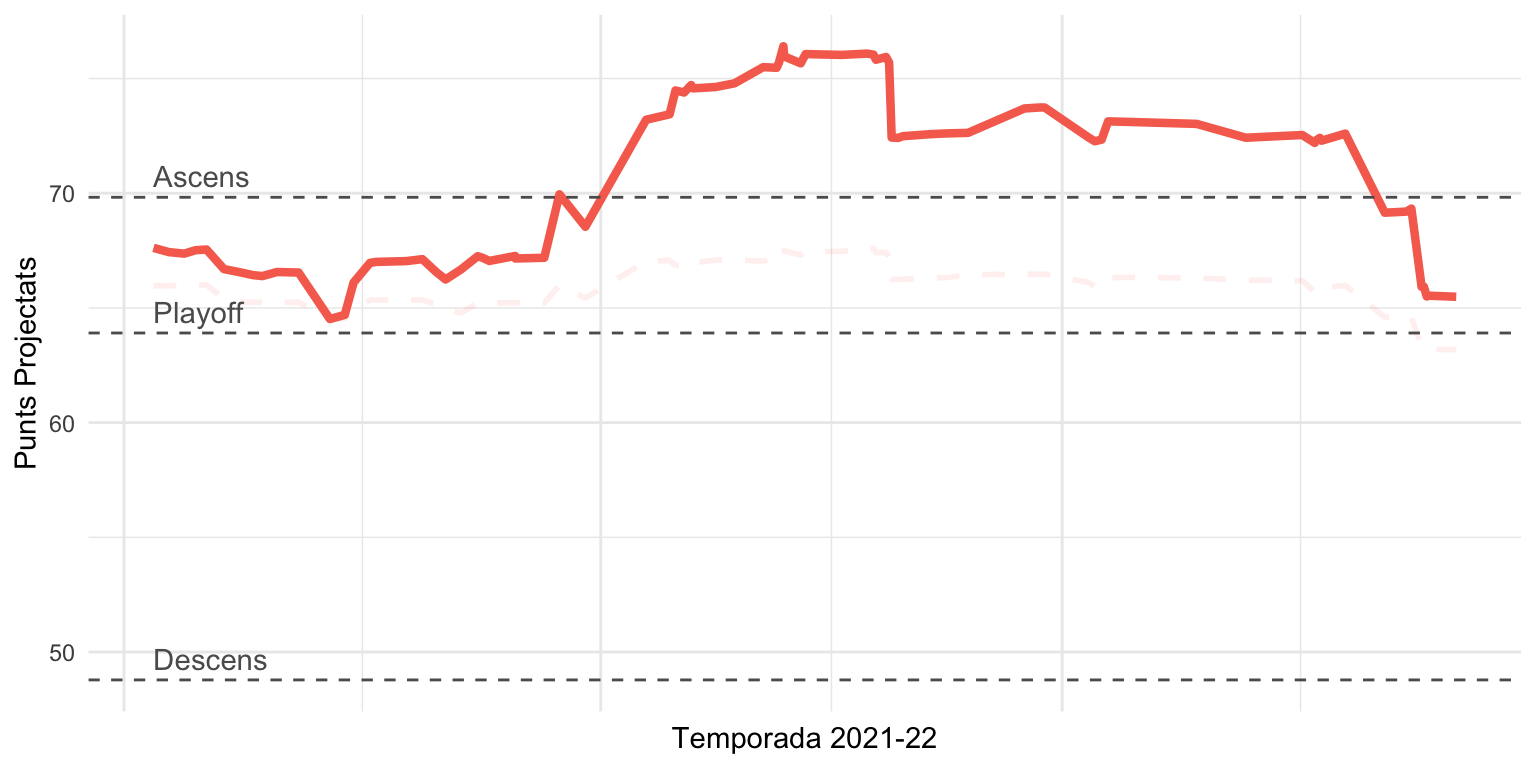 Punts Projectats
70
60
50
Ascens
Playoff
Descens
Temporada 2021-22